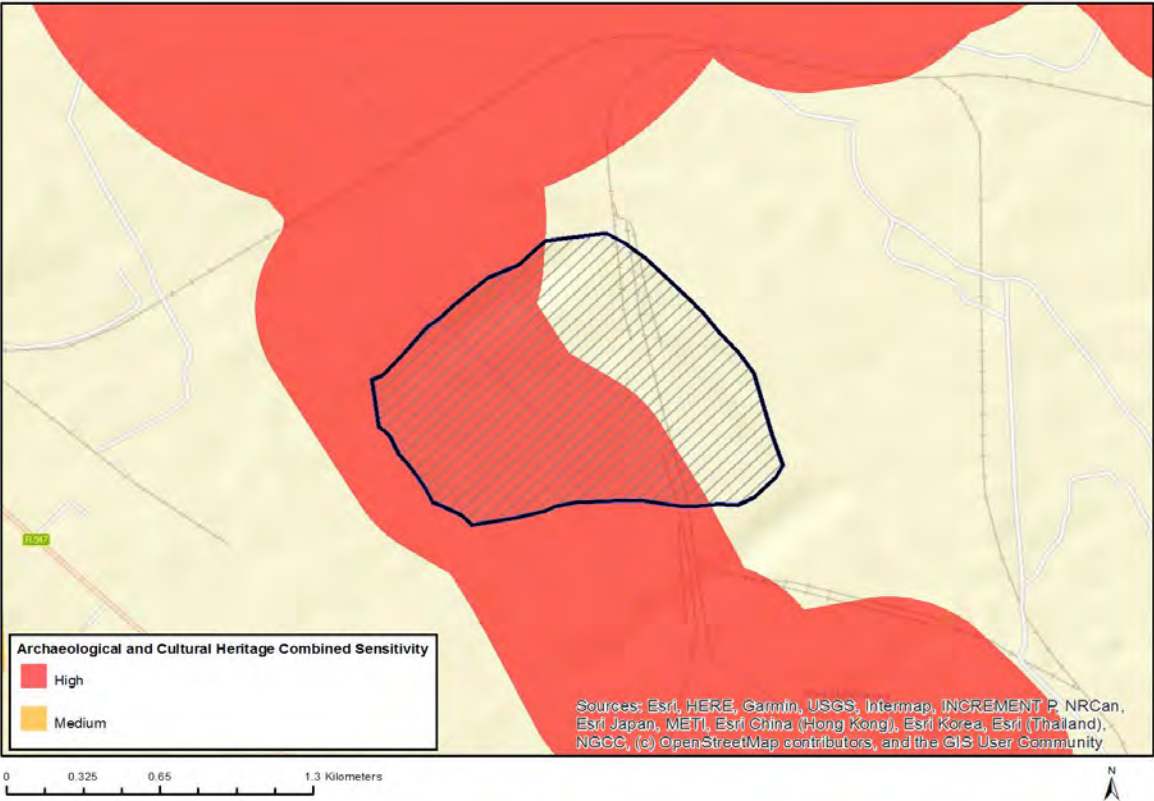 R547
Archaeological and Cultural Heritage Combined Sensitivity
High
Medium
Sources: Esri, HERE, Garmin, USGS, Intermap, INCREMENT P, NRCan,
Esri Japan, METI, Esri China (Hong Kong), Esri Korea, Esri (Thailand),
NGCC, (c) OpenStreetMap contributors, and the GIS User Community
0 0.325 0.65 1.3 Kilometers
N